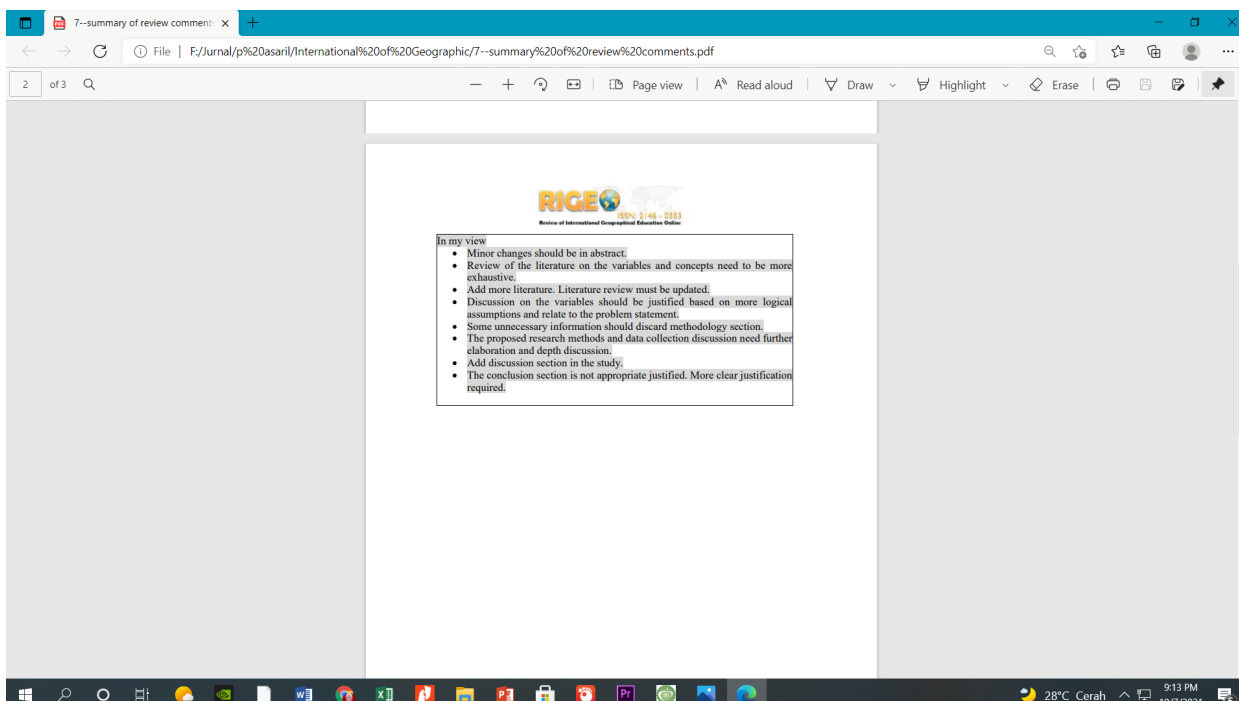 7--summary of review comment
File | F:/Jurnal/p%20asaril/International%20of%20Geographic/7--summary%20of%20review%20comments.pdf
2 of 3 Page view Read aloud Draw Highlight Erase
RIGEO
ISSN: 2146 - 0353
Review of International Geographical Education Online
In my view
• Minor changes should be in abstract.
• Review of the literature on the variables and concepts need to be more
exhaustive.
• Add more literature. Literature review must be updated.
• Discussion on the variables should be justified based on more logical
assumptions and relate to the problem statement.
• Some unnecessary information should discard methodology section.
• The proposed research methods and data collection discussion need further
elaboration and depth discussion.
• Add discussion section in the study.
• The conclusion section is not appropriate justified. More clear justification
required.
28°C Cerah
9:13 PM